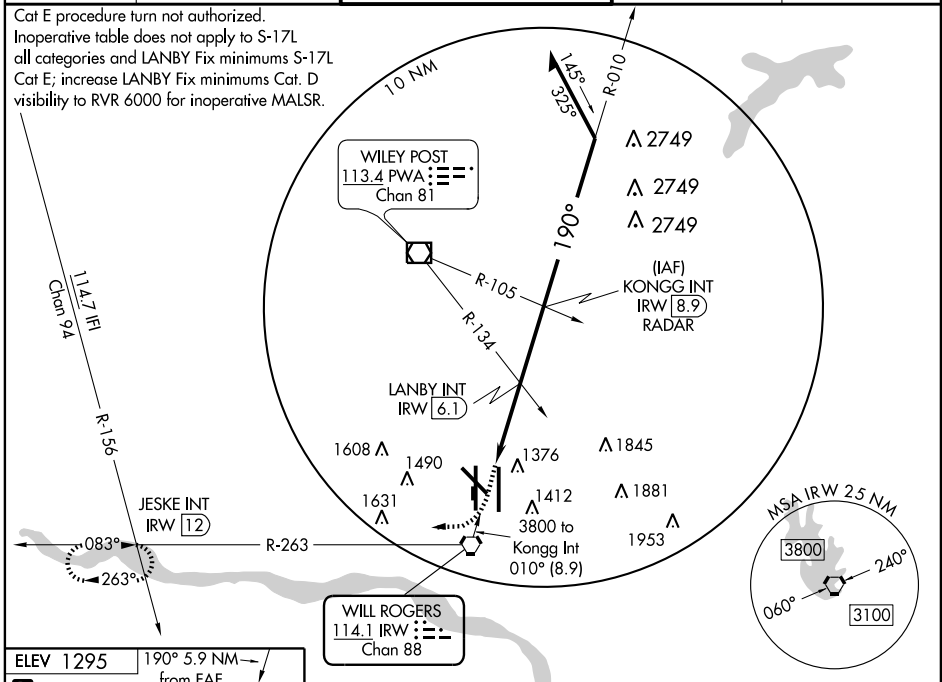 Cat E procedure turn not authorized.
Inoperative table does not apply to S-17L
all categories and LANBY Fix minimums S-17L
Cat E; increase LANBY Fix minimums Cat. D
visibility to RVR 6000 for inoperative MALSR.
10 NM
145°
325°
R-010
2749
2749
2749
WILEY POST
113.4 PWA
Chan 81
190°
R-105
(IAF)
KONGG INT
IRW 8.9
RADAR
R-134
114.7 IFI
Chan 94
LANBY INT
IRW 6.1
R-156
1608
1490
1631
1376
1412
1845
1881
1953
JESKE INT
IRW 12
083°
263°
R-263
3800 to
Kongg Int
010° (8.9)
MSA IRW 25 NM
3800
240°
060°
3100
WILL ROGERS
114.1 IRW
Chan 88
ELEV 1295
190° 5.9 NM
from FAF